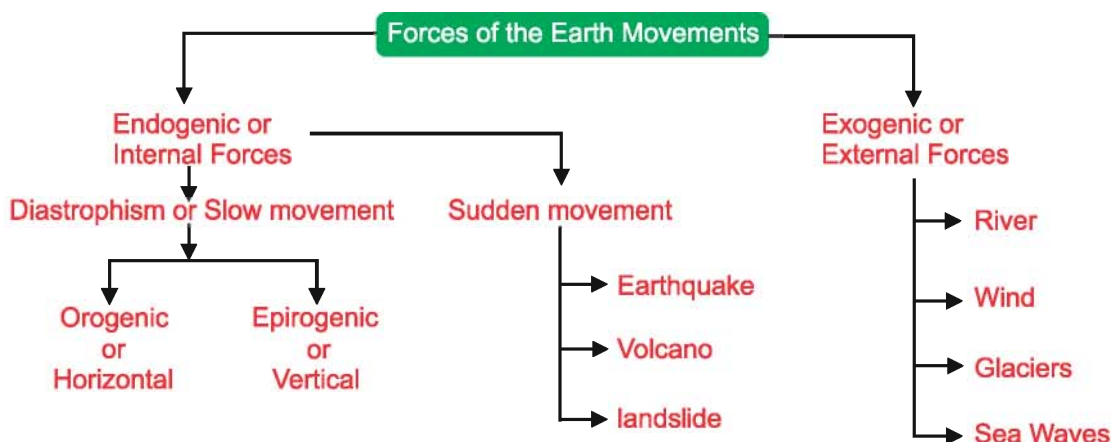 Forces of the Earth Movements
Endogenic or
Internal Forces
Exogenic or
External Forces
Diastrophism or Slow movement
Sudden movement
Orogenic
or
Horizontal
Epirogenic
or
Vertical
Earthquake
Volcano
landslide
River
Wind
Glaciers
Sea Waves